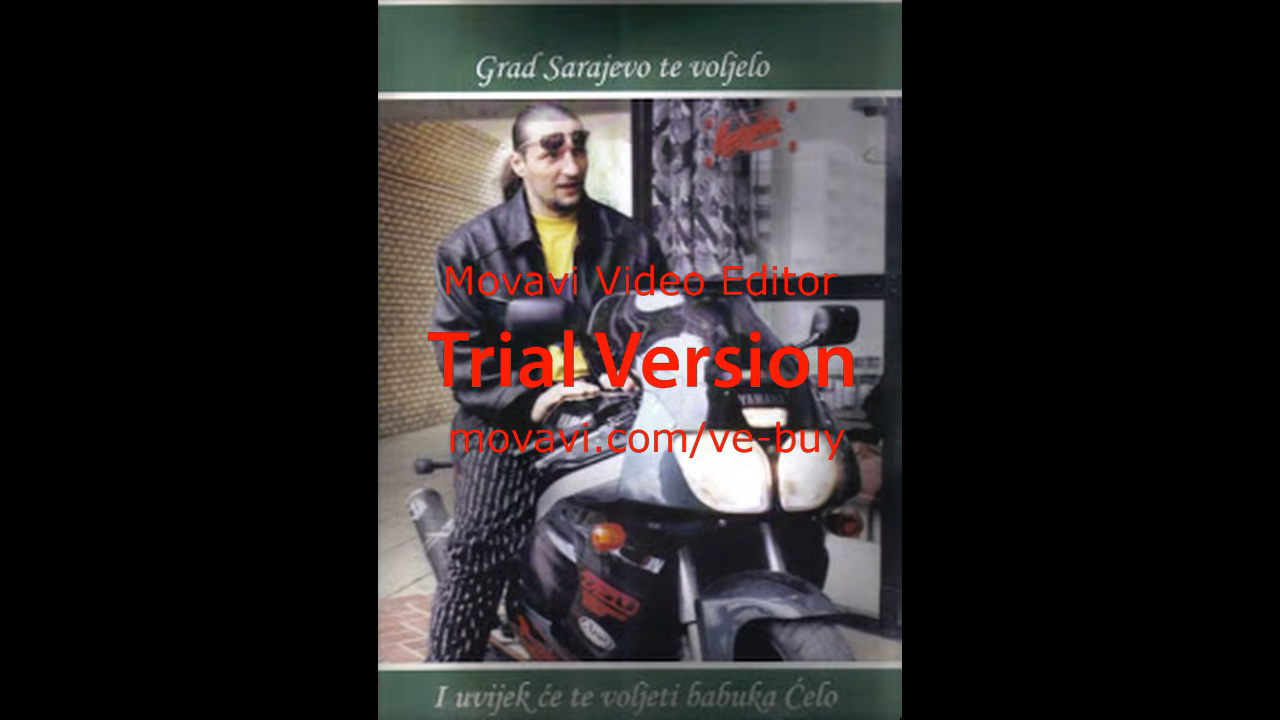 Grad Sarajevo te voljelo
Movavi Video Editor
Trial Version
YAMAHA
movavi.com/ve-buy
I uvijek će te voljeti babuka Ćelo